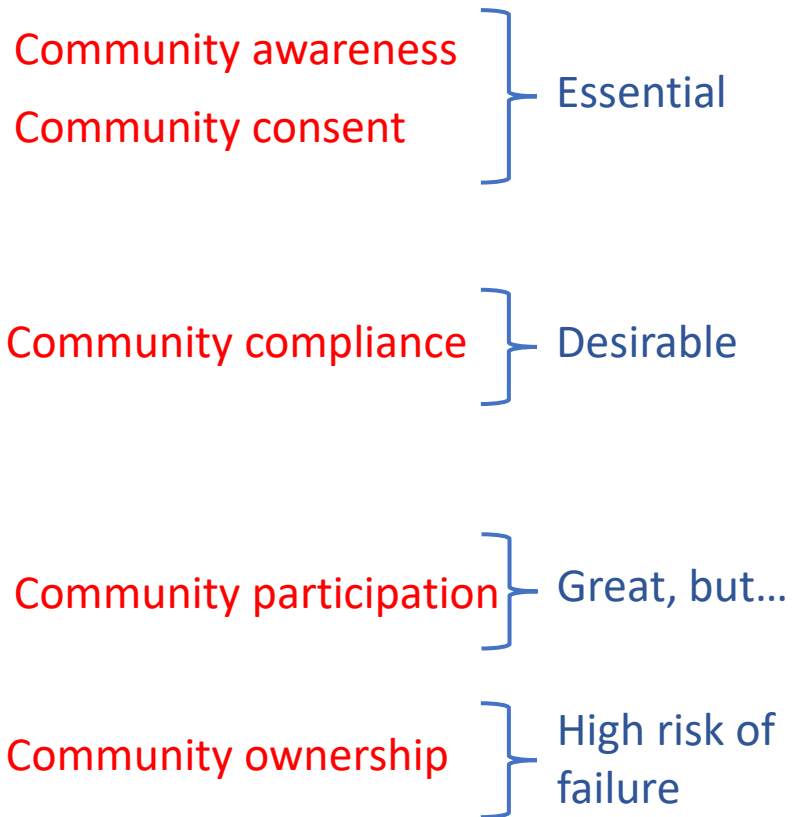 Community awareness
Essential
Community consent
Community compliance
Desirable
Community participation
Great, but...
Community ownership
High risk of
failure